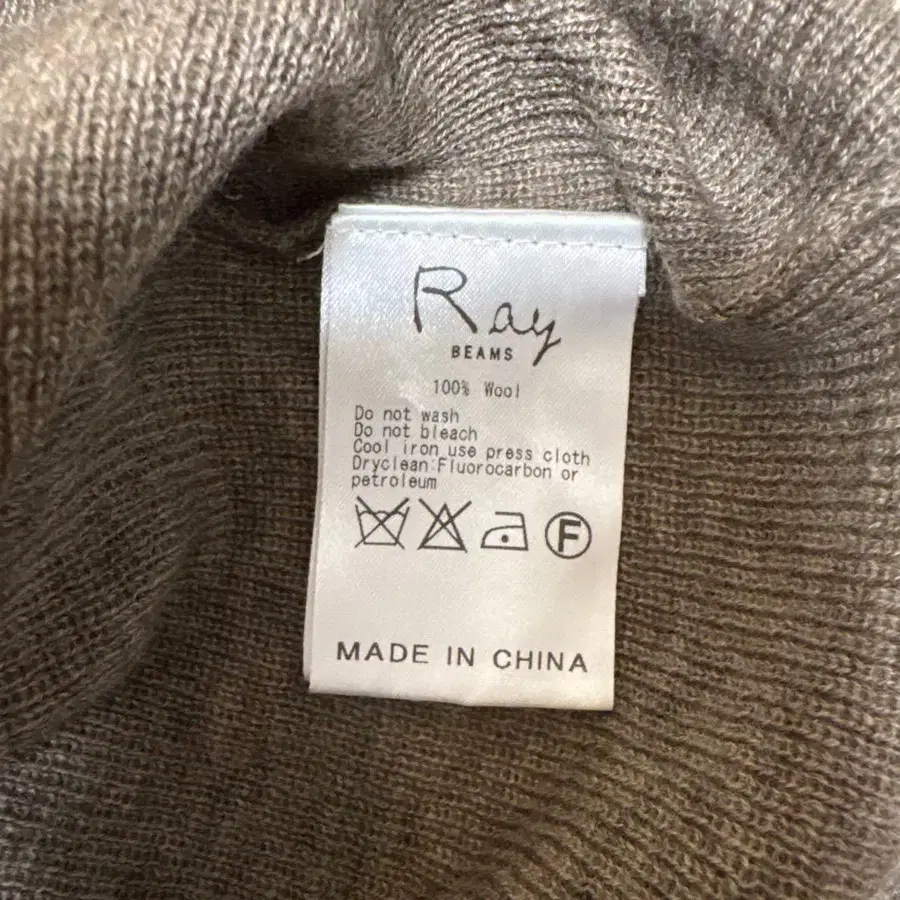 Ray
BEAMS
100% Wool
Do not wash
Do not bleach
Cool iron use press cloth
Dryclean:Fluorocarbon or
petroleum
F
MADE IN CHINA